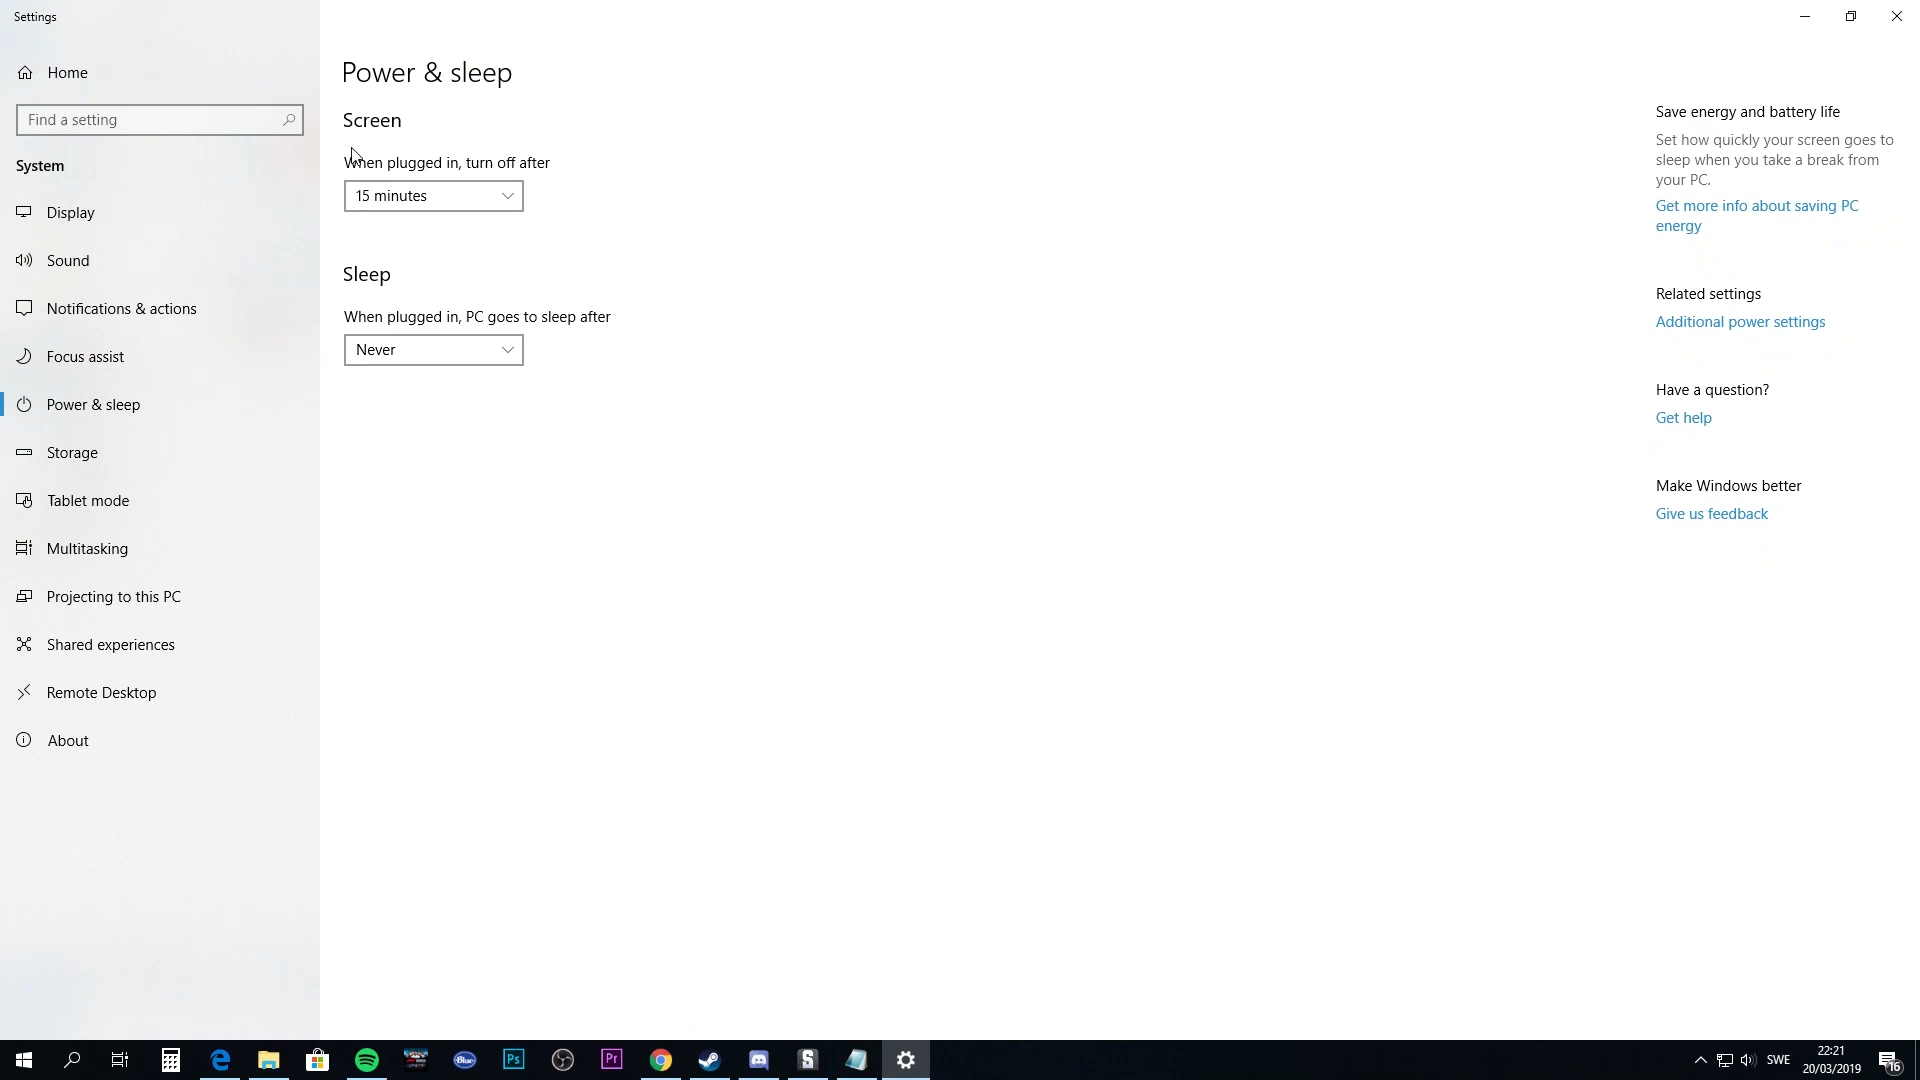 Settings
Home
Find a setting
System
Display
Sound
Notifications & actions
Focus assist
Power & sleep
Storage
Tablet mode
Multitasking
Projecting to this PC
Shared experiences
Remote Desktop
About
Power & sleep
Screen
When plugged in, turn off after
15 minutes
Sleep
When plugged in, PC goes to sleep after
Never
Save energy and battery life
Set how quickly your screen goes to
sleep when you take a break from
your PC.
Get more info about saving PC
energy
Related settings
Additional power settings
Have a question?
Get help
Make Windows better
Give us feedback
Blue
Ps
Pr
S
SWE
22:21
20/03/2019
16